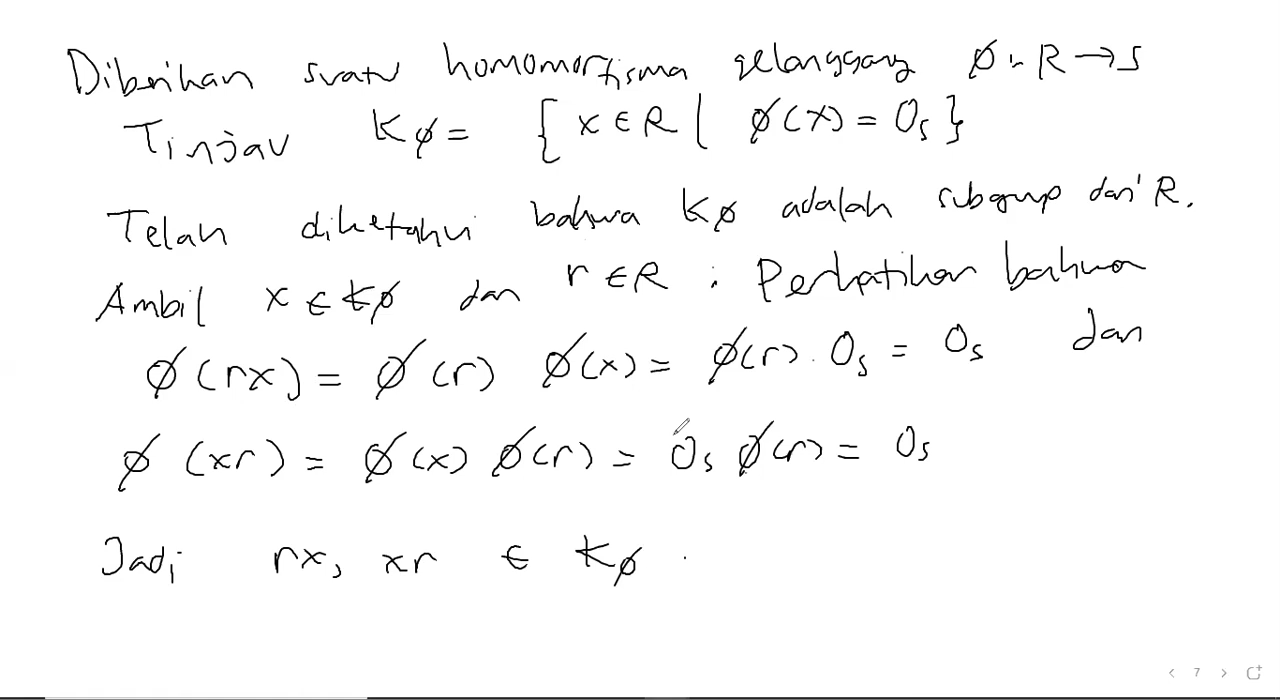 Diberikan suatu homomorfisma gelanggang ϕ : R → S
Tinjau Kϕ = { x ∈ R | ϕ(x) = 0ₛ }
Telah diketahui bahwa Kϕ adalah subgrup dari R.
Ambil x ∈ Kϕ dan r ∈ R . Perhatikan bahwa
ϕ(rx) = ϕ(r) ϕ(x) = ϕ(r) . 0ₛ = 0ₛ dan
ϕ(xr) = ϕ(x) ϕ(r) = 0ₛ ϕ(r) = 0ₛ
Jadi rx, xr ∈ Kϕ .
< 7 >